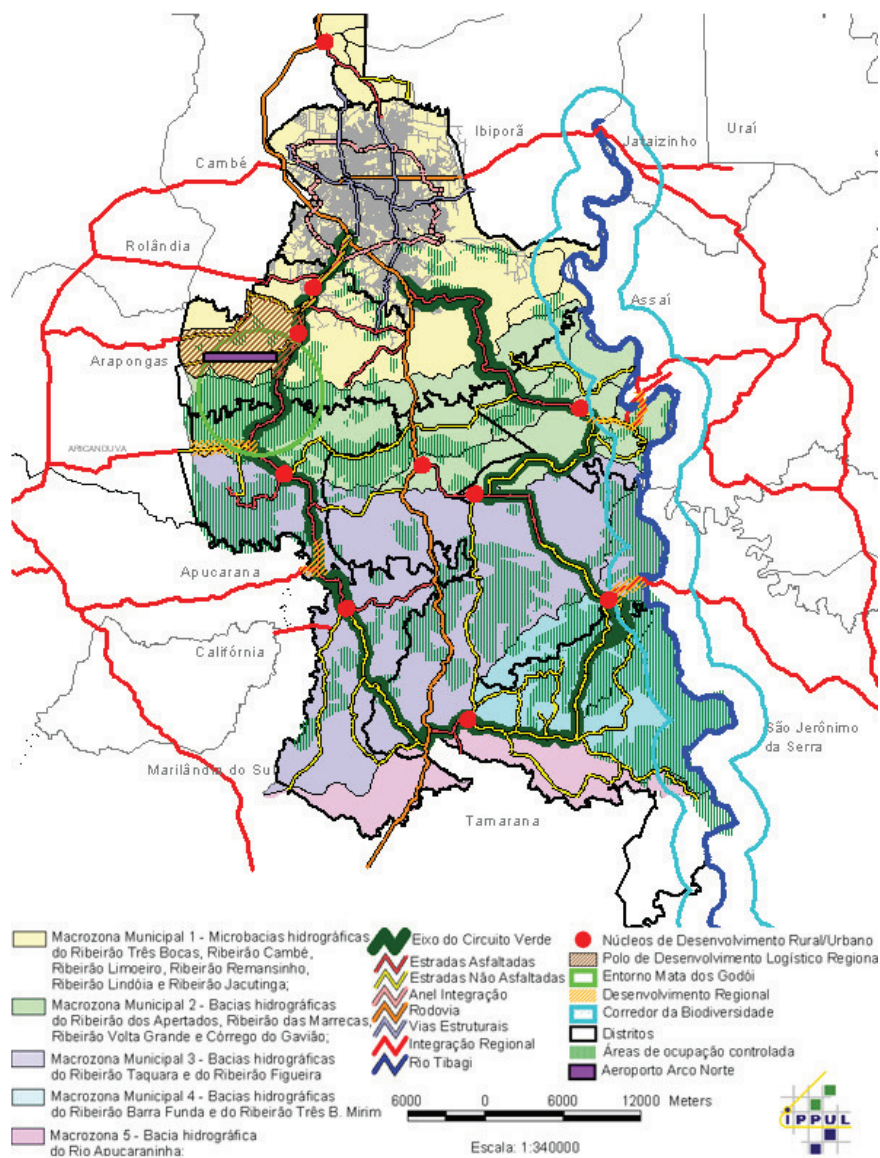 Ibiporã
Uraí
Jataizinho
Cambé
Rolândia
Assaí
Arapongas
ARICANDUVA
Apucarana
Califórnia
São Jerônimo
da Serra
Marilândia do Su
Tamarana
Macrozona Municipal 1 - Microbacias hidrográficas
do Ribeirão Três Bocas, Ribeirão Cambé,
Ribeirão Limoeiro, Ribeirão Remansinho,
Ribeirão Lindóia e Ribeirão Jacutinga;
Macrozona Municipal 2 - Bacias hidrográficas
do Ribeirão dos Apertados, Ribeirão das Marrecas,
Ribeirão Volta Grande e Córrego do Gavião;
Macrozona Municipal 3 - Bacias hidrográficas
do Ribeirão Taquara e do Ribeirão Figueira
Macrozona Municipal 4 - Bacias hidrográficas
do Ribeirão Barra Funda e do Ribeirão Três B. Mirim
Macrozona 5 - Bacia hidrográfica
do Rio Apucaraninha;
Eixo do Circuito Verde
Estradas Asfaltadas
Estradas Não Asfaltadas
Anel Integração
Rodovia
Vias Estruturais
Integração Regional
Rio Tibagi
Núcleos de Desenvolvimento Rural/Urbano
Polo de Desenvolvimento Logístico Regional
Entorno Mata dos Godói
Desenvolvimento Regional
Corredor da Biodiversidade
Distritos
Áreas de ocupação controlada
Aeroporto Arco Norte
6000 0 6000 12000 Meters
Escala: 1:340000
IPPUL